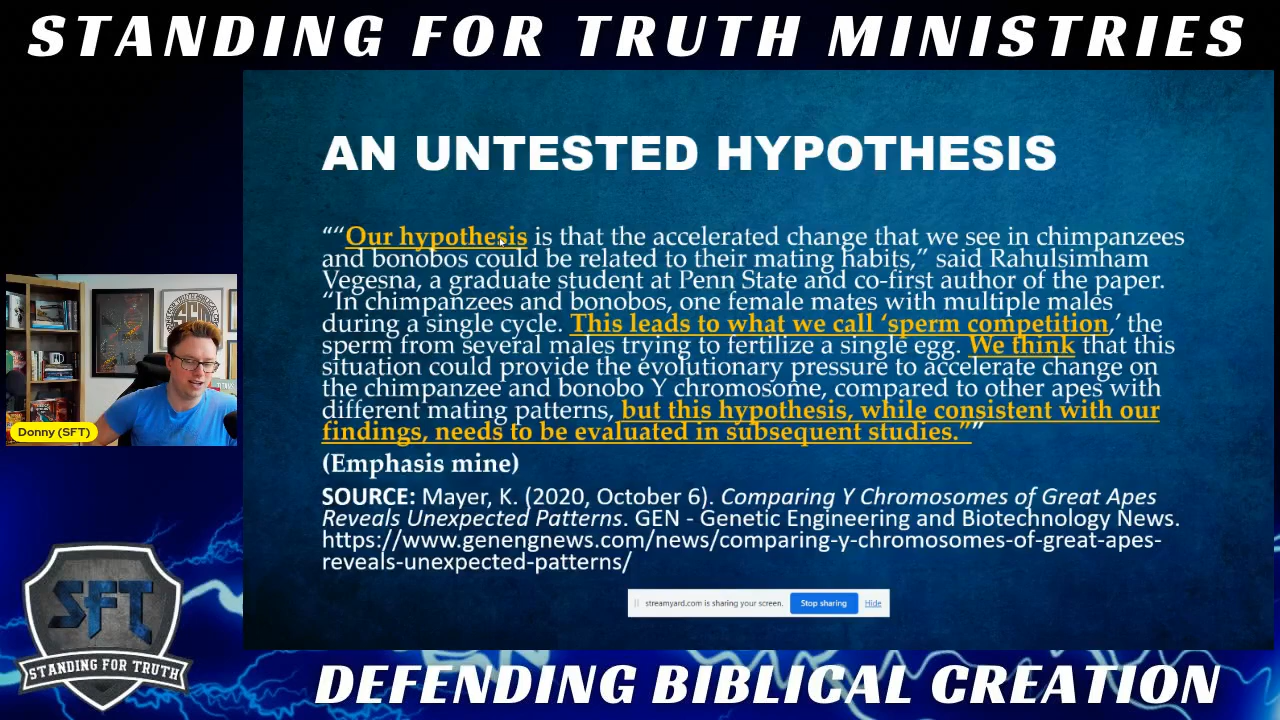 STANDING FOR TRUTH MINISTRIES
AN UNTESTED HYPOTHESIS
““Our hypothesis is that the accelerated change that we see in chimpanzees
and bonobos could be related to their mating habits,” said Rahulsimham
Vegesna, a graduate student at Penn State and co-first author of the paper.
“In chimpanzees and bonobos, one female mates with multiple males
during a single cycle. This leads to what we call ‘sperm competition,’ the
sperm from several males trying to fertilize a single egg. We think that this
situation could provide the evolutionary pressure to accelerate change on
the chimpanzee and bonobo Y chromosome, compared to other apes with
different mating patterns, but this hypothesis, while consistent with our
findings, needs to be evaluated in subsequent studies.””
(Emphasis mine)
SOURCE: Mayer, K. (2020, October 6). Comparing Y Chromosomes of Great Apes
Reveals Unexpected Patterns. GEN - Genetic Engineering and Biotechnology News.
https://www.genengnews.com/news/comparing-y-chromosomes-of-great-apes-
reveals-unexpected-patterns/
streamyard.com is sharing your screen. Stop sharing Hide
Donny (SFT)
SFT
STANDING FOR TRUTH
DEFENDING BIBLICAL CREATION